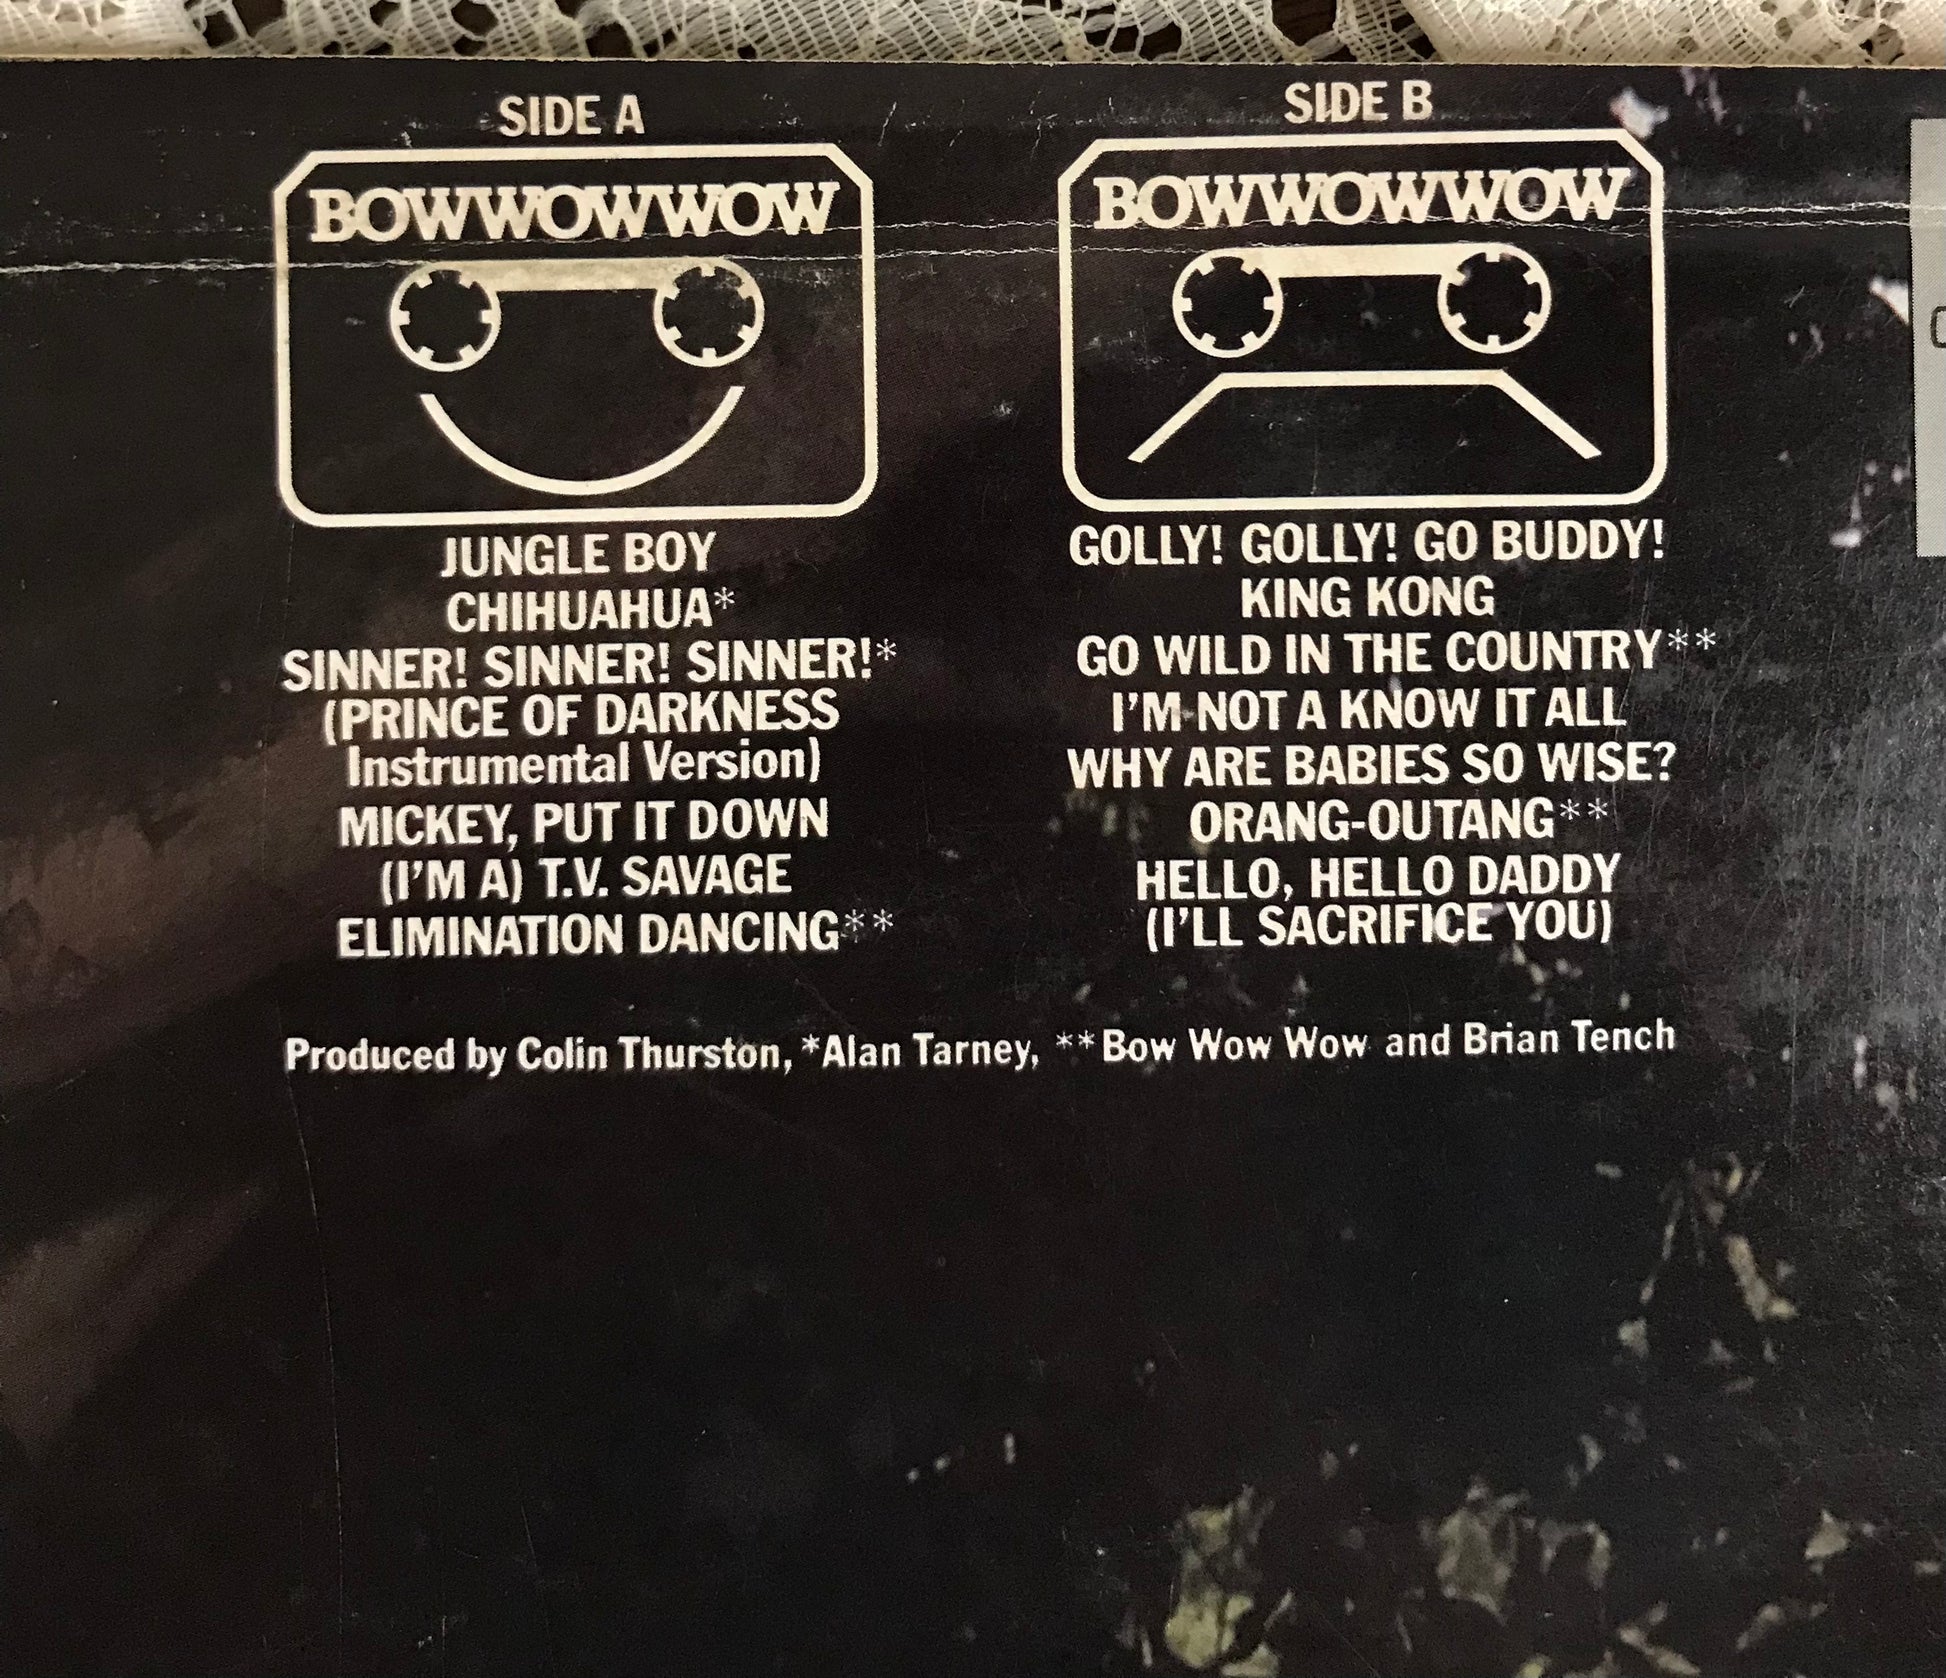 SIDE A
BOWWOWWOW
JUNGLE BOY
CHIHUAHUA*
SINNER! SINNER! SINNER!*
(PRINCE OF DARKNESS
Instrumental Version)
MICKEY, PUT IT DOWN
(I'M A) T.V. SAVAGE
ELIMINATION DANCING**
SIDE B
BOWWOWWOW
GOLLY! GOLLY! GO BUDDY!
KING KONG
GO WILD IN THE COUNTRY**
I'M NOT A KNOW IT ALL
WHY ARE BABIES SO WISE?
ORANG-OUTANG**
HELLO, HELLO DADDY
(I'LL SACRIFICE YOU)
Produced by Colin Thurston, *Alan Tarney, **Bow Wow Wow and Brian Tench